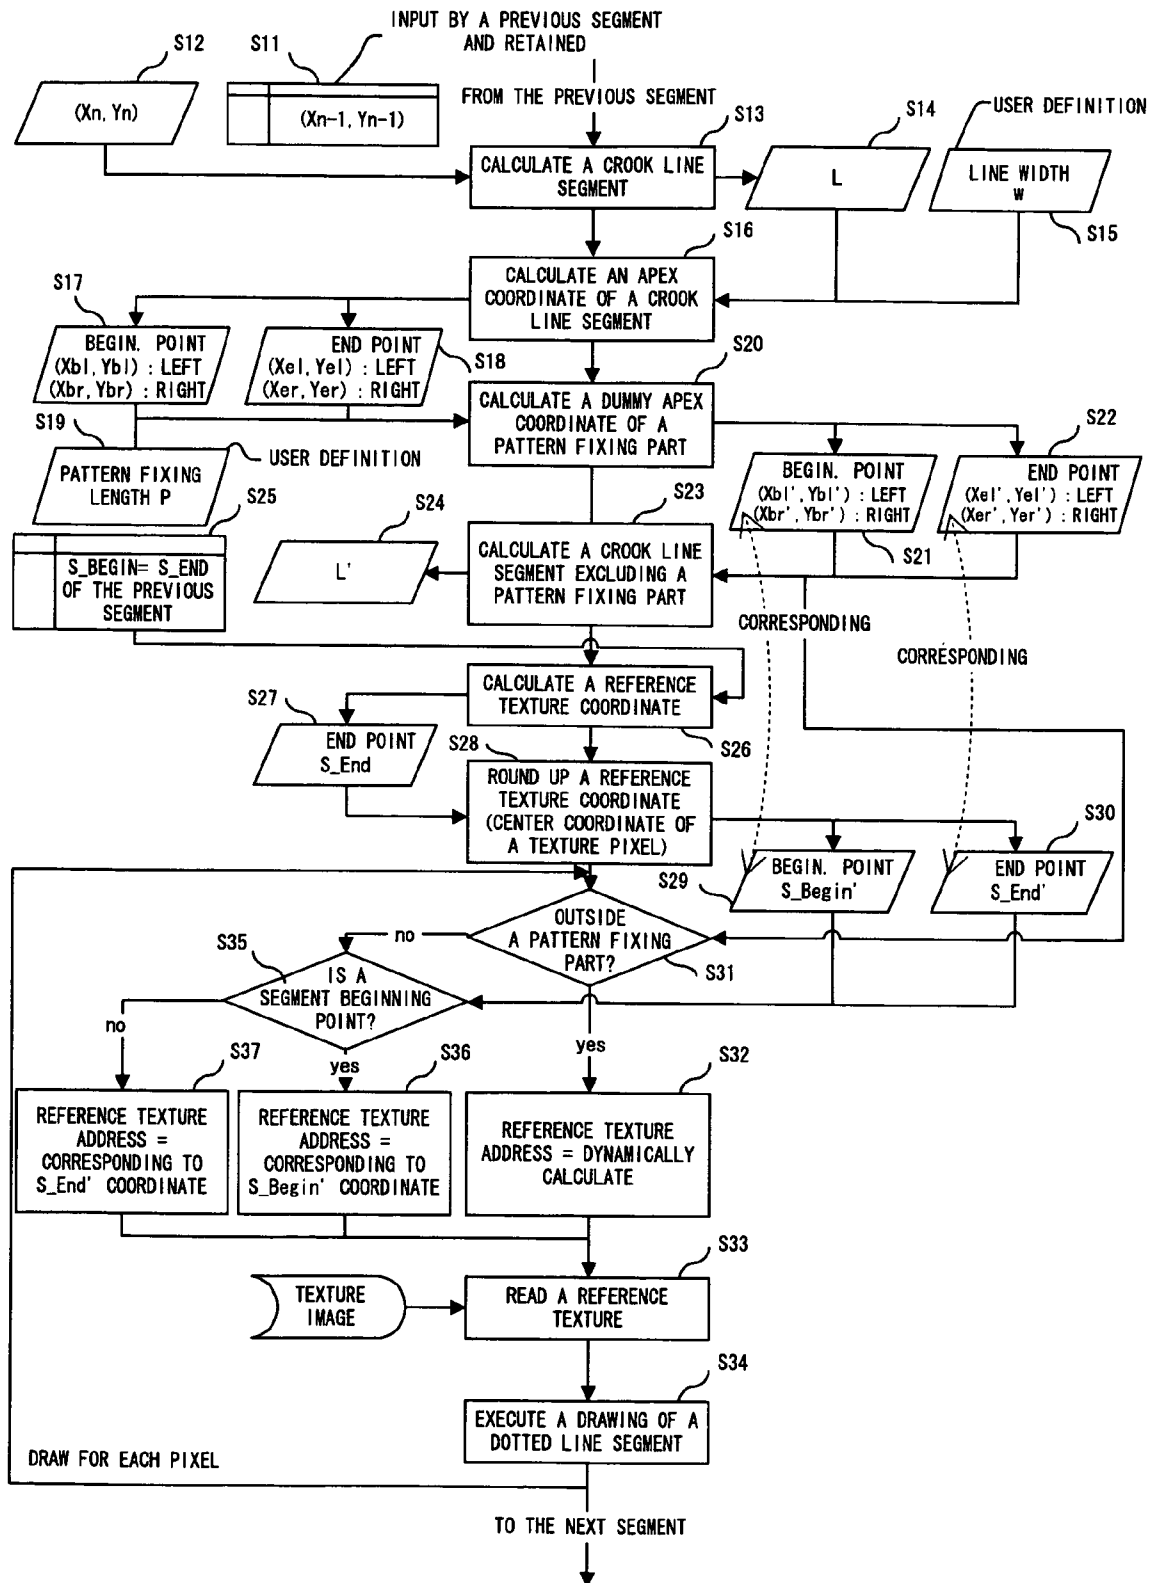 INPUT BY A PREVIOUS SEGMENT
AND RETAINED
S12
S11
(Xn, Yn)
(Xn-1, Yn-1)
FROM THE PREVIOUS SEGMENT
S13
S14
USER DEFINITION
CALCULATE A CROOK LINE
SEGMENT
L
LINE WIDTH
W
S15
S16
CALCULATE AN APEX
COORDINATE OF A CROOK
LINE SEGMENT
S17
BEGIN. POINT
(Xbl, Ybl) : LEFT
(Xbr, Ybr) : RIGHT
END POINT
(Xel, Yel) : LEFT
(Xer, Yer) : RIGHT
S18
S20
CALCULATE A DUMMY APEX
COORDINATE OF A
PATTERN FIXING PART
S19
PATTERN FIXING
LENGTH P
USER DEFINITION
S22
BEGIN. POINT
(Xbl', Ybl') : LEFT
(Xbr', Ybr') : RIGHT
S21
END POINT
(Xel', Yel') : LEFT
(Xer', Yer') : RIGHT
S25
S24
S23
S_BEGIN= S_END
OF THE PREVIOUS
SEGMENT
L'
CALCULATE A CROOK LINE
SEGMENT EXCLUDING A
PATTERN FIXING PART
CORRESPONDING
CORRESPONDING
CALCULATE A REFERENCE
TEXTURE COORDINATE
S26
S27
END POINT
S_End
S28
ROUND UP A REFERENCE
TEXTURE COORDINATE
(CENTER COORDINATE OF
A TEXTURE PIXEL)
S30
S29
BEGIN. POINT
S_Begin'
END POINT
S_End'
OUTSIDE
A PATTERN FIXING
PART?
S31
no
S35
IS A
SEGMENT BEGINNING
POINT?
no
yes
yes
S37
S36
S32
REFERENCE TEXTURE
ADDRESS =
CORRESPONDING TO
S_End' COORDINATE
REFERENCE TEXTURE
ADDRESS =
CORRESPONDING TO
S_Begin' COORDINATE
REFERENCE TEXTURE
ADDRESS = DYNAMICALLY
CALCULATE
S33
TEXTURE
IMAGE
READ A REFERENCE
TEXTURE
S34
EXECUTE A DRAWING OF A
DOTTED LINE SEGMENT
DRAW FOR EACH PIXEL
TO THE NEXT SEGMENT